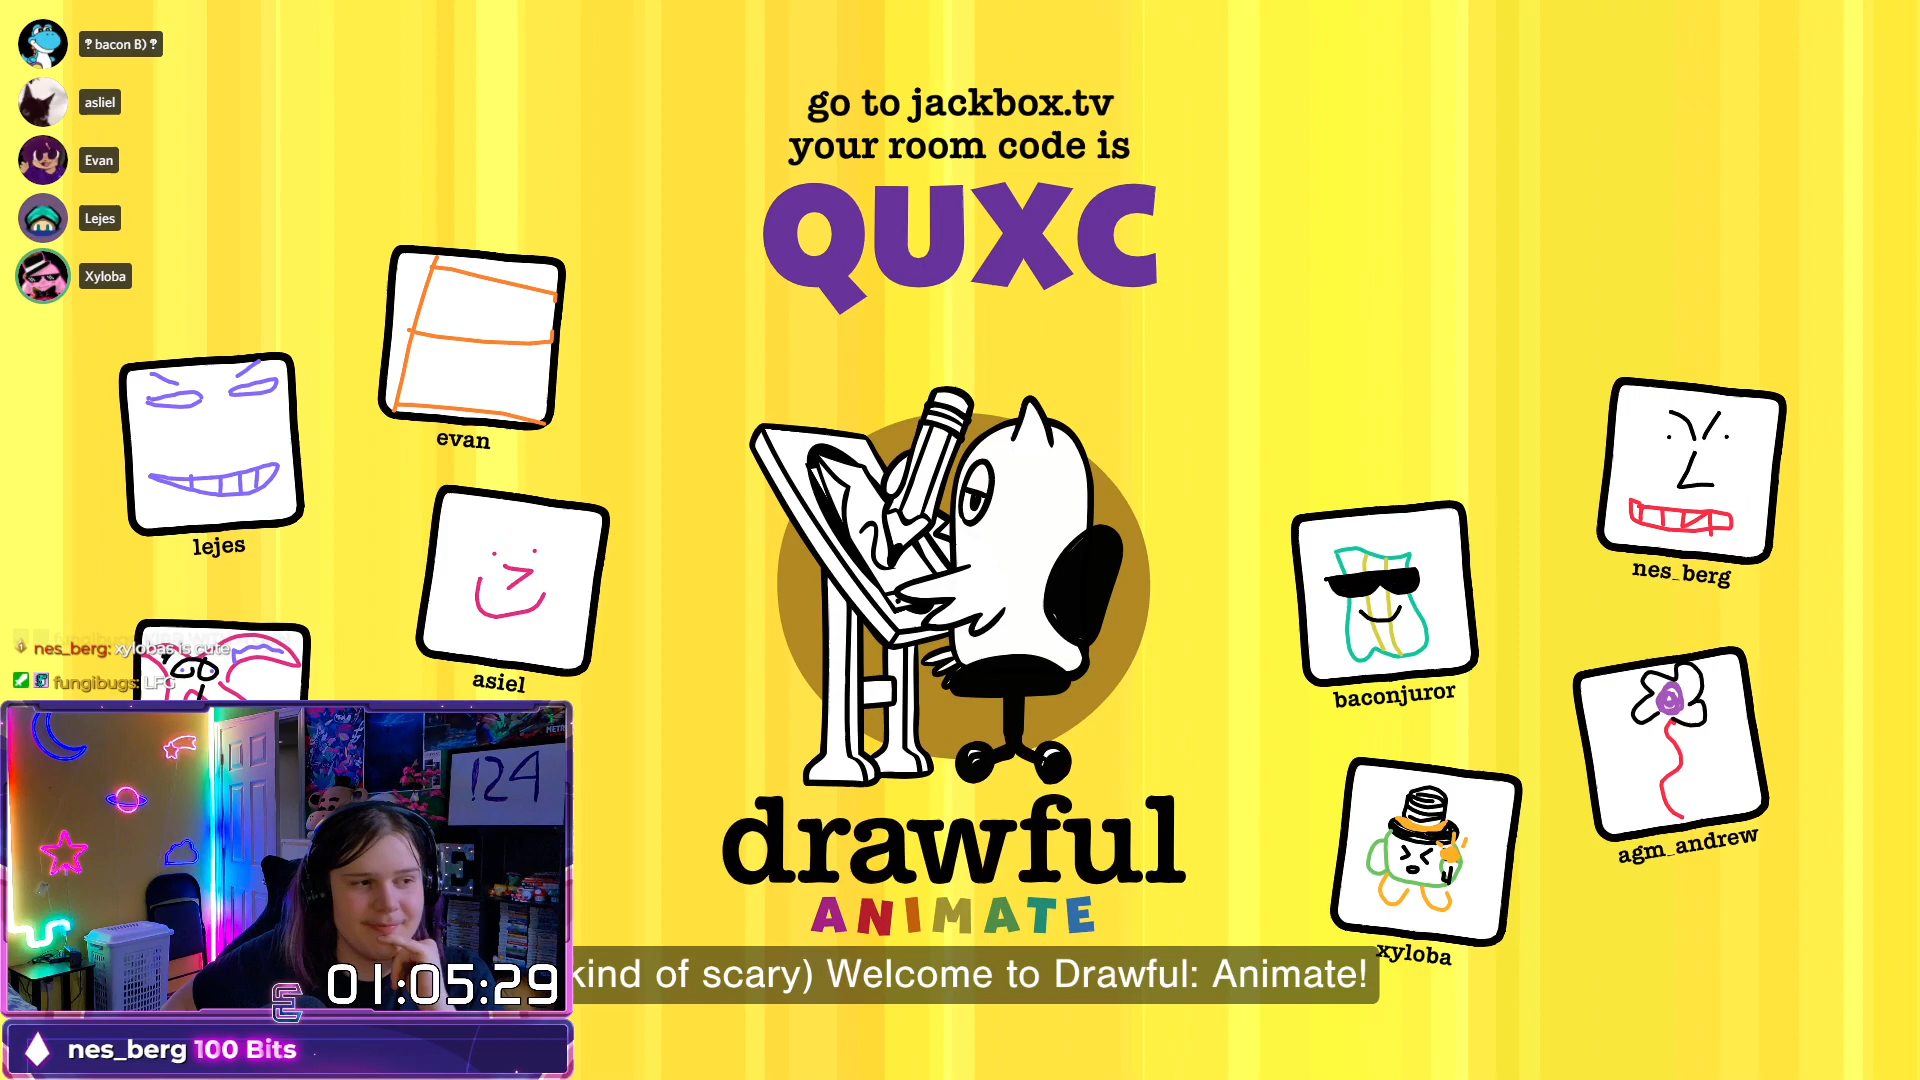 ? bacon B) ?
asliel
Evan
Lejes
Xyloba
go to jackbox.tv
your room code is
QUXC
evan
lejes
asiel
nes_berg
baconjuror
agm_andrew
xyloba
nes_berg: xylobas is cute
fungibugs: LFG
124
drawful
ANIMATE
kind of scary) Welcome to Drawful: Animate!
01:05:29
nes_berg 100 Bits